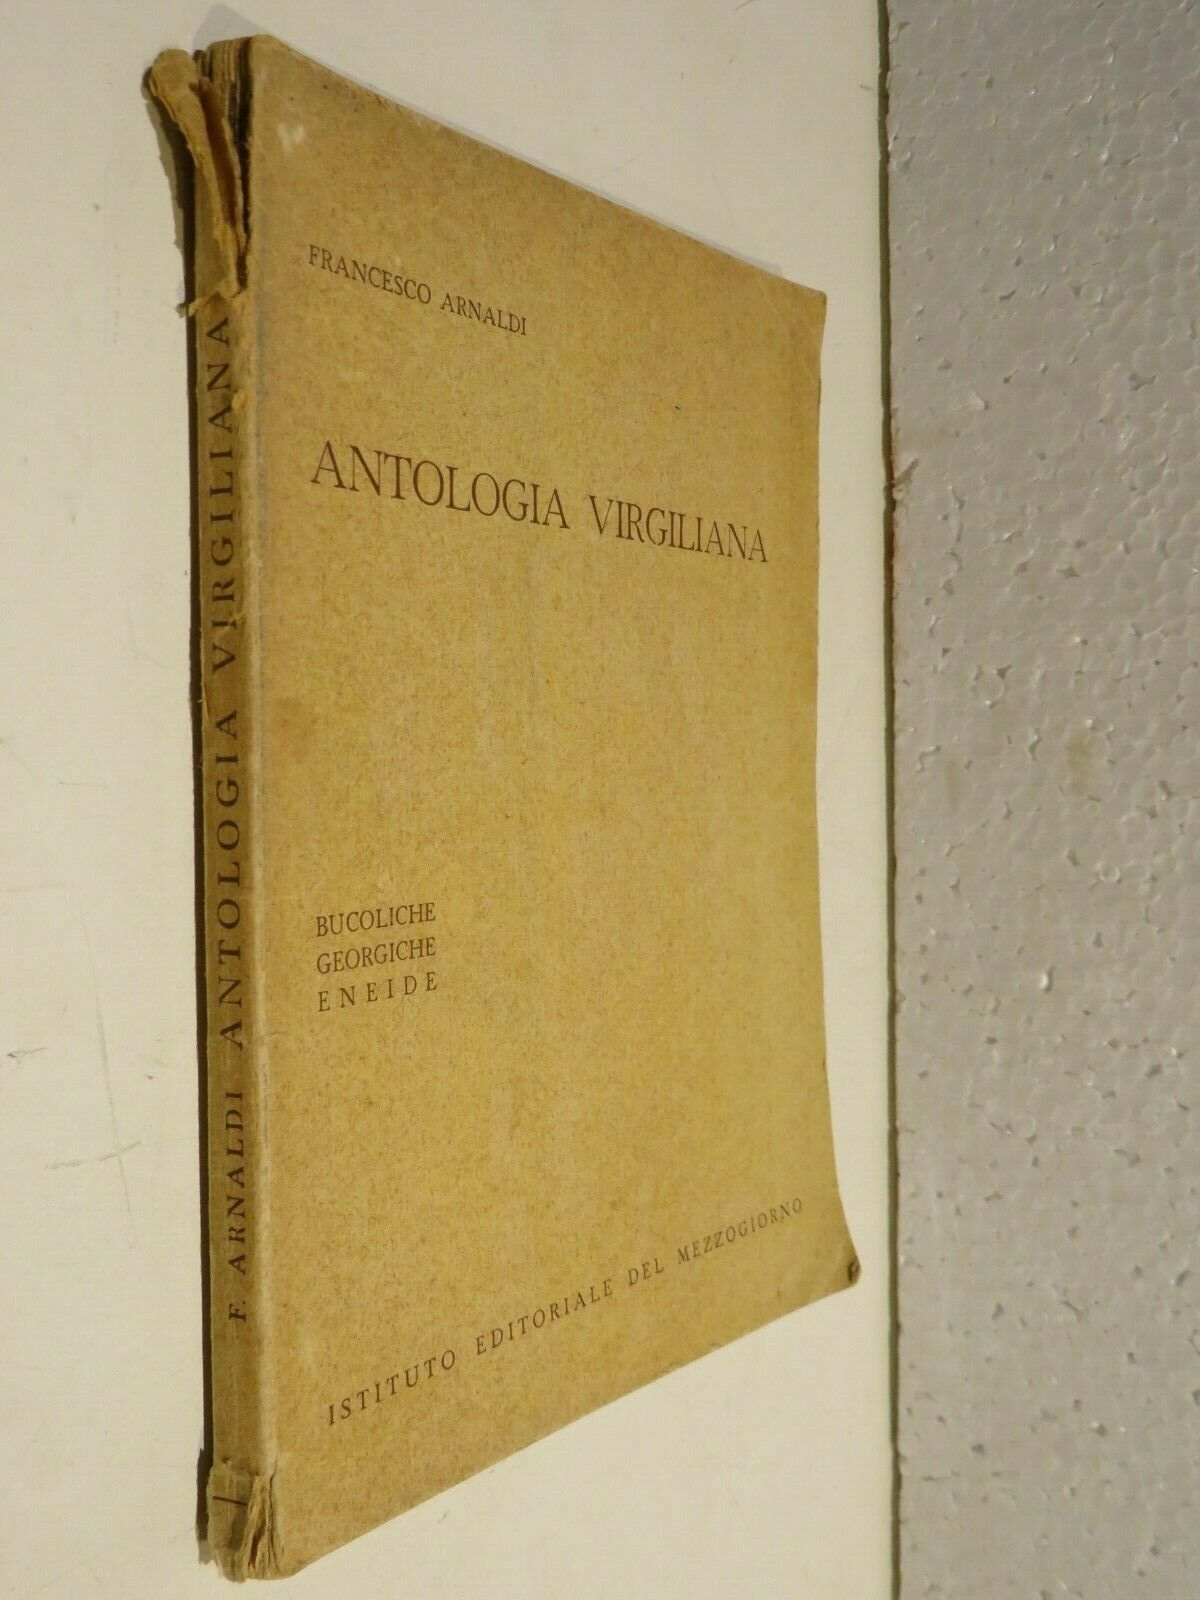 FRANCESCO ARNALDI
ANTOLOGIA VIRGILIANA
BUCOLICHE
GEORGICHE
ENEIDE
ISTITUTO EDITORIALE DEL MEZZOGIORNO
F. ARNALDI ANTOLOGIA VIRGILIANA